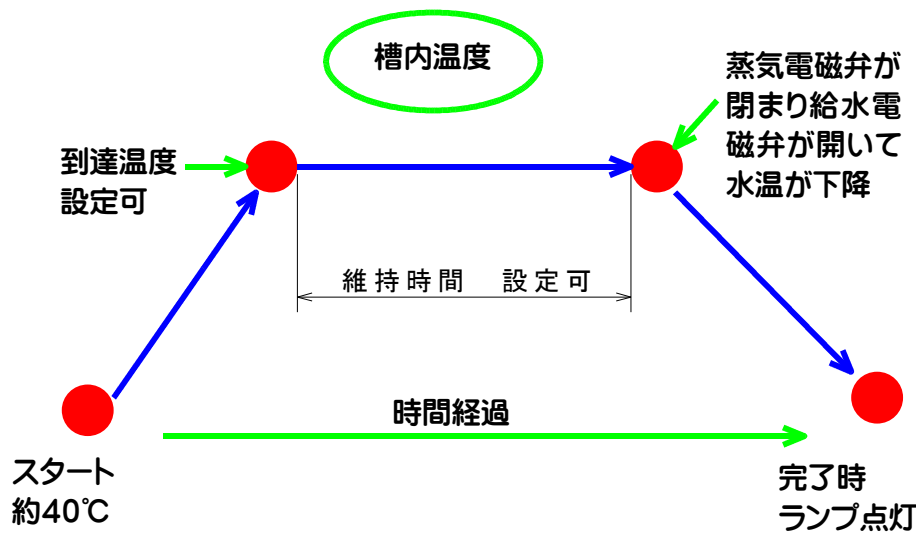 槽内温度
蒸気電磁弁が
閉まり給水電
磁弁が開いて
水温が下降
到達温度
設定可
維持時間　設定可
時間経過
スタート
約40℃
完了時
ランプ点灯